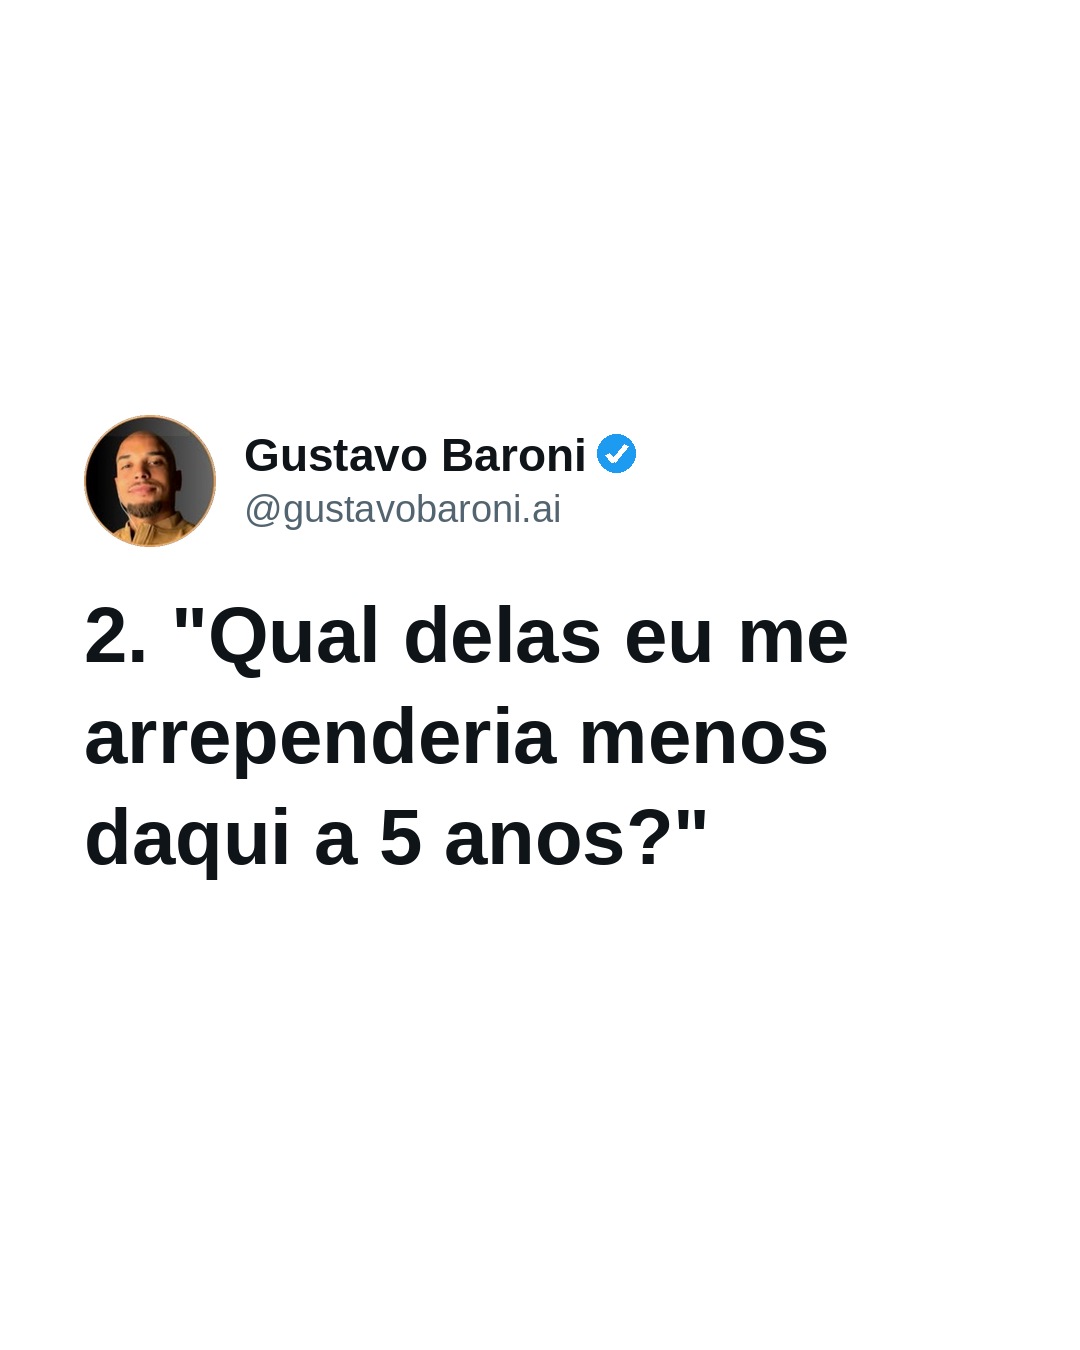 Gustavo Baroni
@gustavobaroni.ai
2. "Qual delas eu me
arrependeria menos
daqui a 5 anos?"